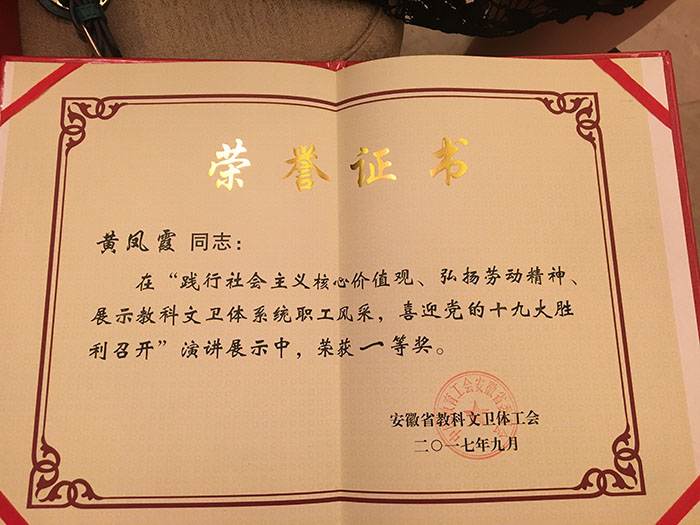 荣誉证书
黄凤霞 同志：
在“践行社会主义核心价值观、弘扬劳动精神、
展示教科文卫体系统职工风采，喜迎党的十九大胜
利召开”演讲展示中，荣获一等奖。
安徽省教科文卫体工会
二〇一七年九月